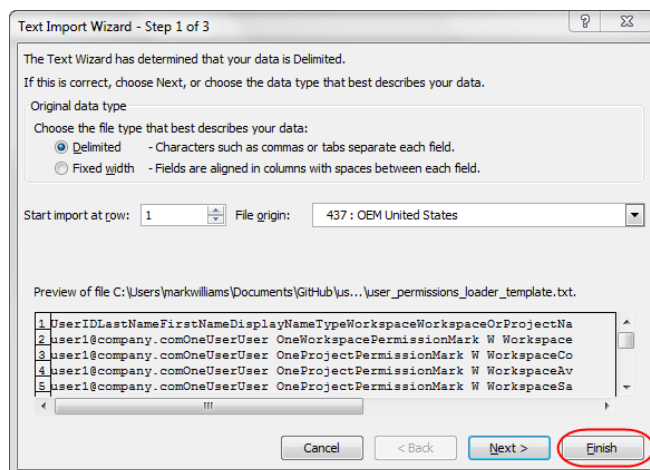 Text Import Wizard - Step 1 of 3
The Text Wizard has determined that your data is Delimited.
If this is correct, choose Next, or choose the data type that best describes your data.
Original data type
Choose the file type that best describes your data:
Delimited - Characters such as commas or tabs separate each field.
Fixed width - Fields are aligned in columns with spaces between each field.
Start import at row: 1 File origin: 437 : OEM United States
Preview of file C:\Users\markwilliams\Documents\GitHub\us...\user_permissions_loader_template.txt.
1 UserIDLastNameFirstNameDisplayNameTypeWorkspaceWorkspaceOrProjectNa
2 user1@company.comOneUserUser OneWorkspacePermissionMark W Workspace
3 user1@company.comOneUserUser OneProjectPermissionMark W WorkspaceCo
4 user1@company.comOneUserUser OneProjectPermissionMark W WorkspaceAv
5 user1@company.comOneUserUser OneProjectPermissionMark W WorkspaceSa
Cancel < Back Next > Finish